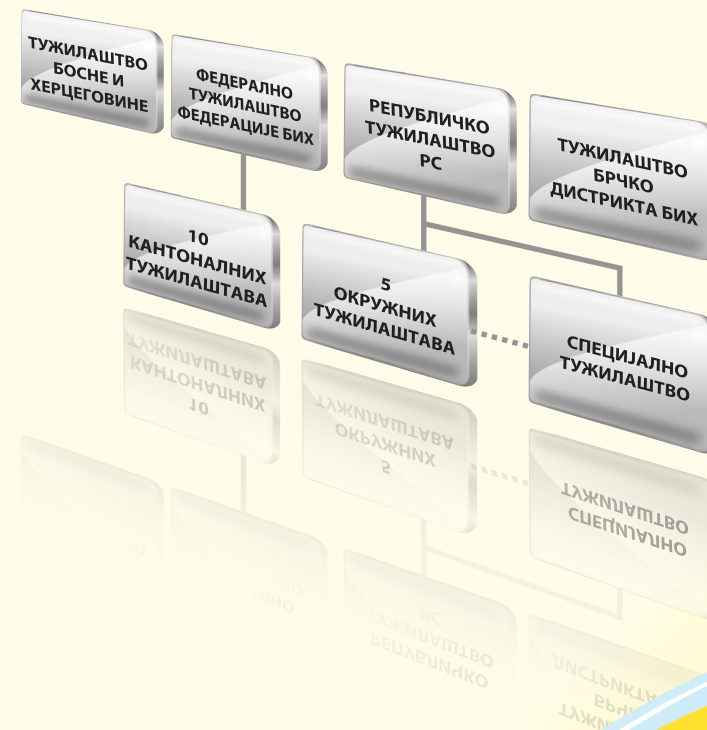 ТУЖИЛАШТВО
БОСНЕ И
ХЕРЦЕГОВИНЕ
ФЕДЕРАЛНО
ТУЖИЛАШТВО
ФЕДЕРАЦИЈЕ БИХ
РЕПУБЛИЧКО
ТУЖИЛАШТВО
РС
ТУЖИЛАШТВО
БРЧКО
ДИСТРИКТА БИХ
10
КАНТОНАЛНИХ
ТУЖИЛАШТАВА
5
ОКРУЖНИХ
ТУЖИЛАШТАВА
СПЕЦИЈАЛНО
ТУЖИЛАШТВО